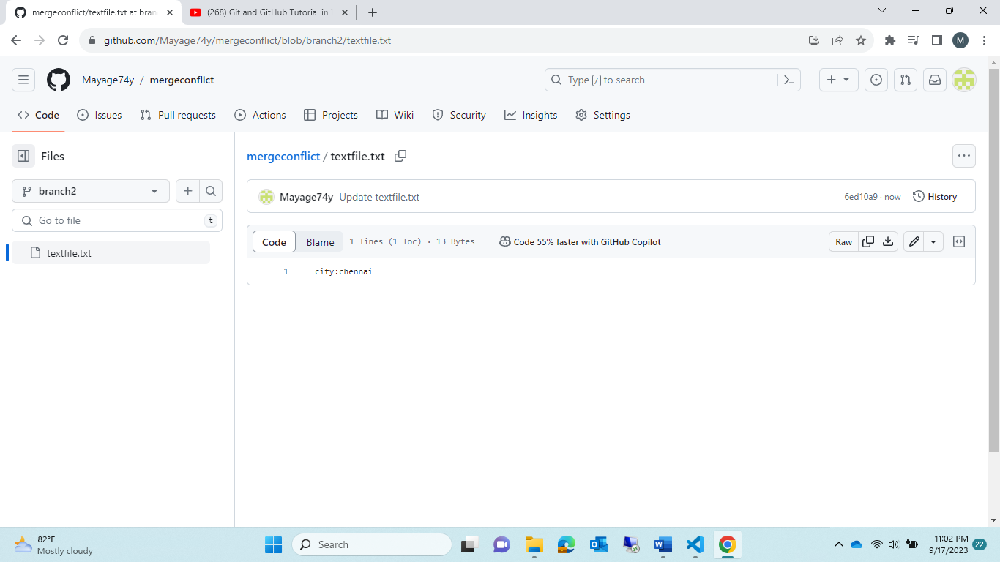 mergeconflict/textfile.txt at bran
(268) Git and GitHub Tutorial in
github.com/Mayage74y/mergeconflict/blob/branch2/textfile.txt
M
Mayage74y / mergeconflict
Type / to search
Code
Issues
Pull requests
Actions
Projects
Wiki
Security
Insights
Settings
Files
mergeconflict / textfile.txt
branch2
Mayage74y Update textfile.txt
6ed10a9 · now
History
Go to file
t
Code
Blame
1 lines (1 loc) · 13 Bytes
Code 55% faster with GitHub Copilot
Raw
textfile.txt
1 city:chennai
82°F
Mostly cloudy
Search
11:02 PM
9/17/2023
22